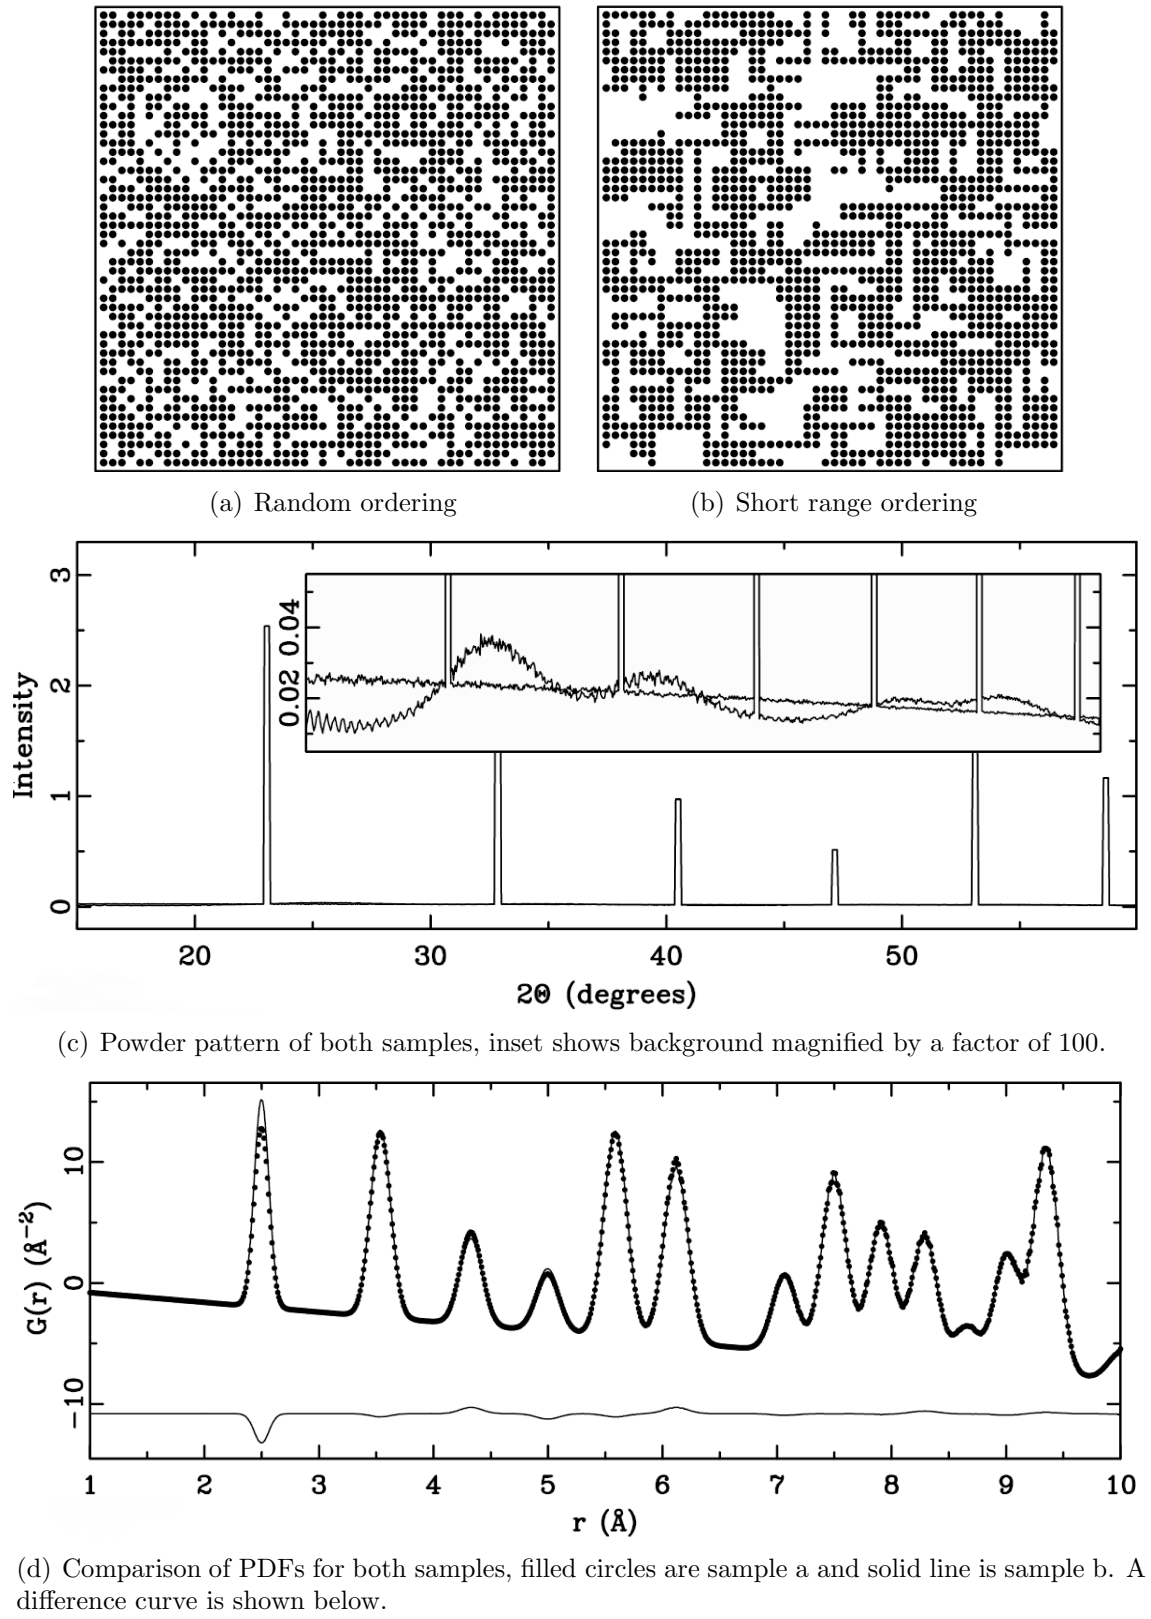 (a) Random ordering
(b) Short range ordering
3
2
1
0
Intensity
0.04
0.02
20
30
40
50
2Θ (degrees)
(c) Powder pattern of both samples, inset shows background magnified by a factor of 100.
10
0
−10
G(r) (Å⁻²)
1
2
3
4
5
6
7
8
9
10
r (Å)
(d) Comparison of PDFs for both samples, filled circles are sample a and solid line is sample b. A
difference curve is shown below.